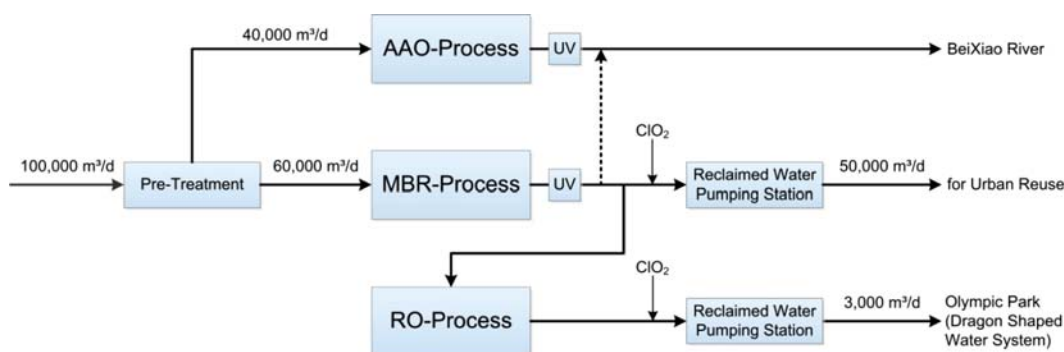 40,000 m³/d
AAO-Process
UV
BeiXiao River
100,000 m³/d
Pre-Treatment
60,000 m³/d
MBR-Process
UV
ClO₂
Reclaimed Water
Pumping Station
50,000 m³/d
for Urban Reuse
RO-Process
ClO₂
Reclaimed Water
Pumping Station
3,000 m³/d
Olympic Park
(Dragon Shaped
Water System)